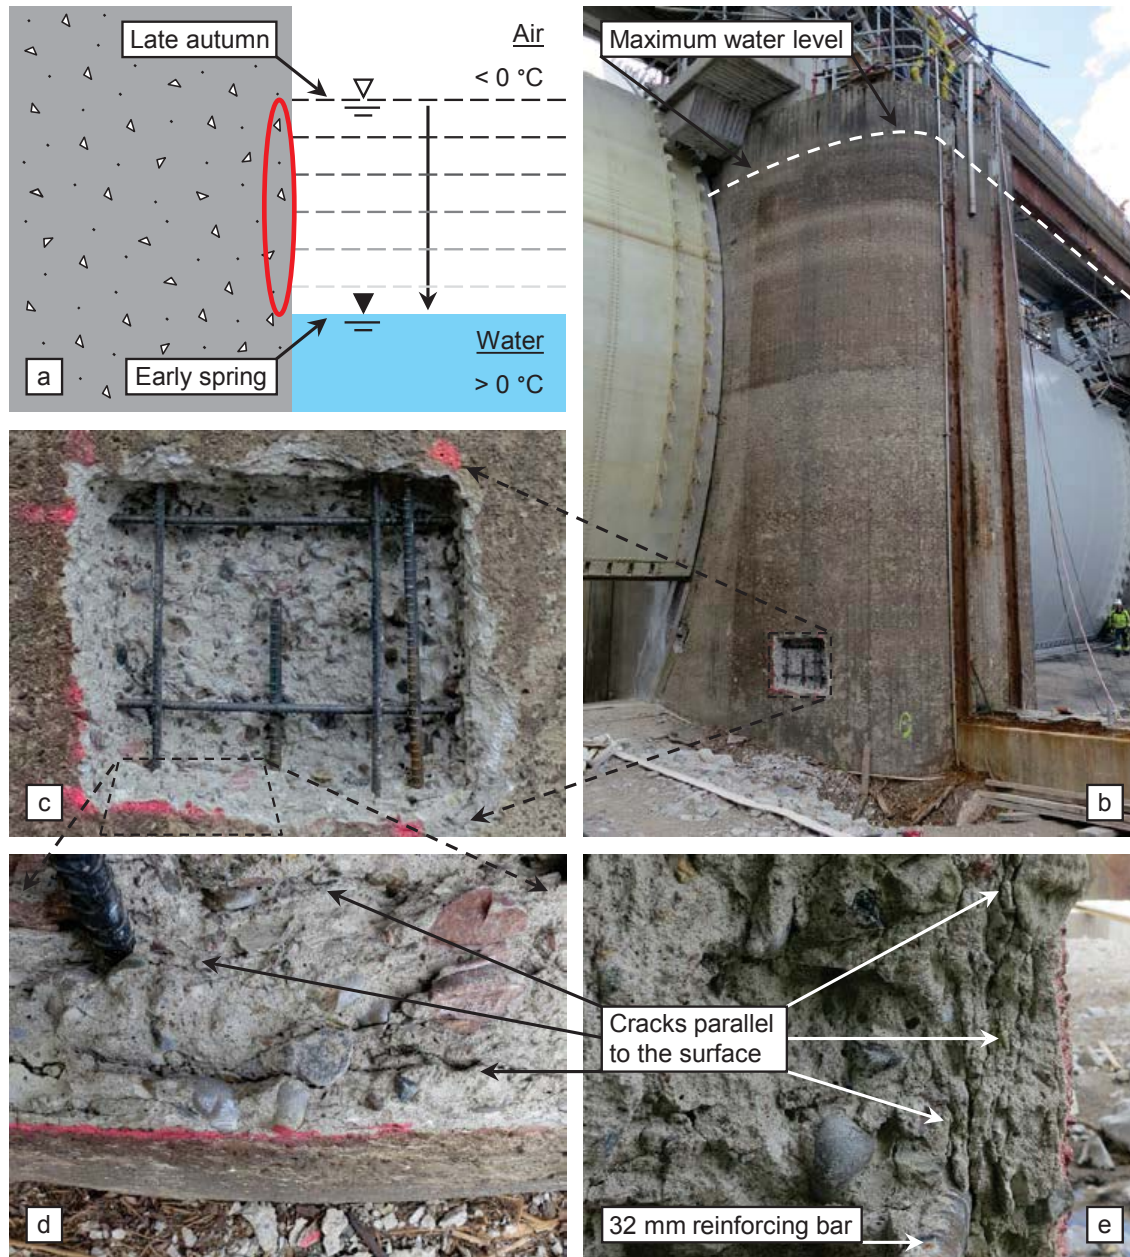 Late autumn
Air
< 0 °C
Water
> 0 °C
Early spring
a
Maximum water level
b
c
d
Cracks parallel
to the surface
32 mm reinforcing bar
e